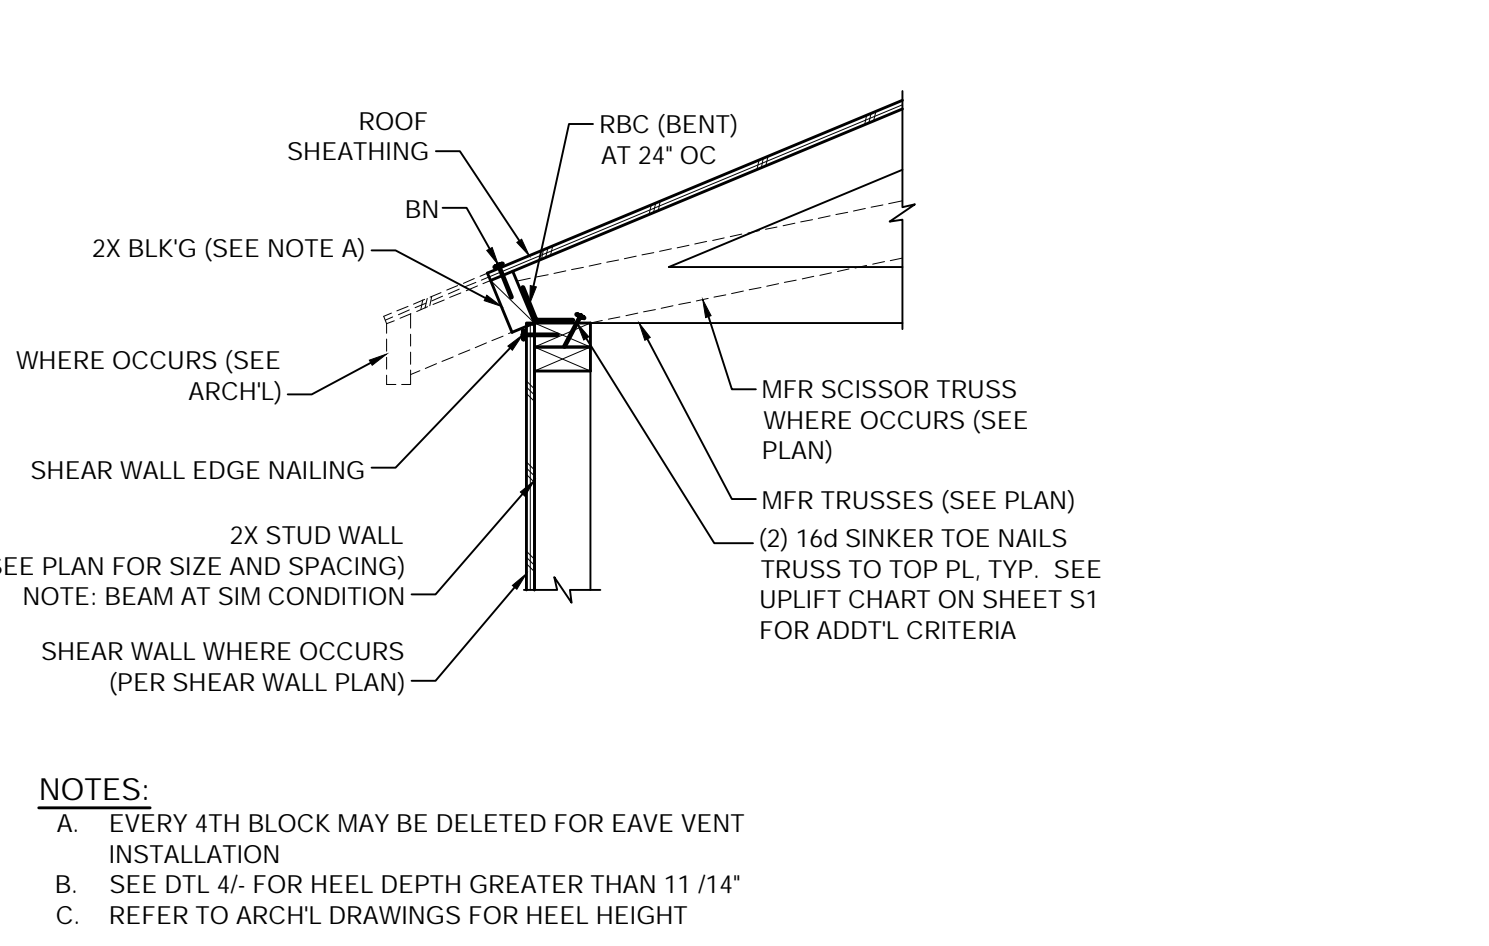 ROOF
SHEATHING
RBC (BENT)
AT 24" OC
BN
2X BLK'G (SEE NOTE A)
WHERE OCCURS (SEE
ARCH'L)
MFR SCISSOR TRUSS
WHERE OCCURS (SEE
PLAN)
SHEAR WALL EDGE NAILING
MFR TRUSSES (SEE PLAN)
2X STUD WALL
SEE PLAN FOR SIZE AND SPACING)
NOTE: BEAM AT SIM CONDITION
(2) 16d SINKER TOE NAILS
TRUSS TO TOP PL, TYP. SEE
UPLIFT CHART ON SHEET S1
FOR ADDT'L CRITERIA
SHEAR WALL WHERE OCCURS
(PER SHEAR WALL PLAN)
NOTES:
A. EVERY 4TH BLOCK MAY BE DELETED FOR EAVE VENT
INSTALLATION
B. SEE DTL 4/- FOR HEEL DEPTH GREATER THAN 11 /14"
C. REFER TO ARCH'L DRAWINGS FOR HEEL HEIGHT